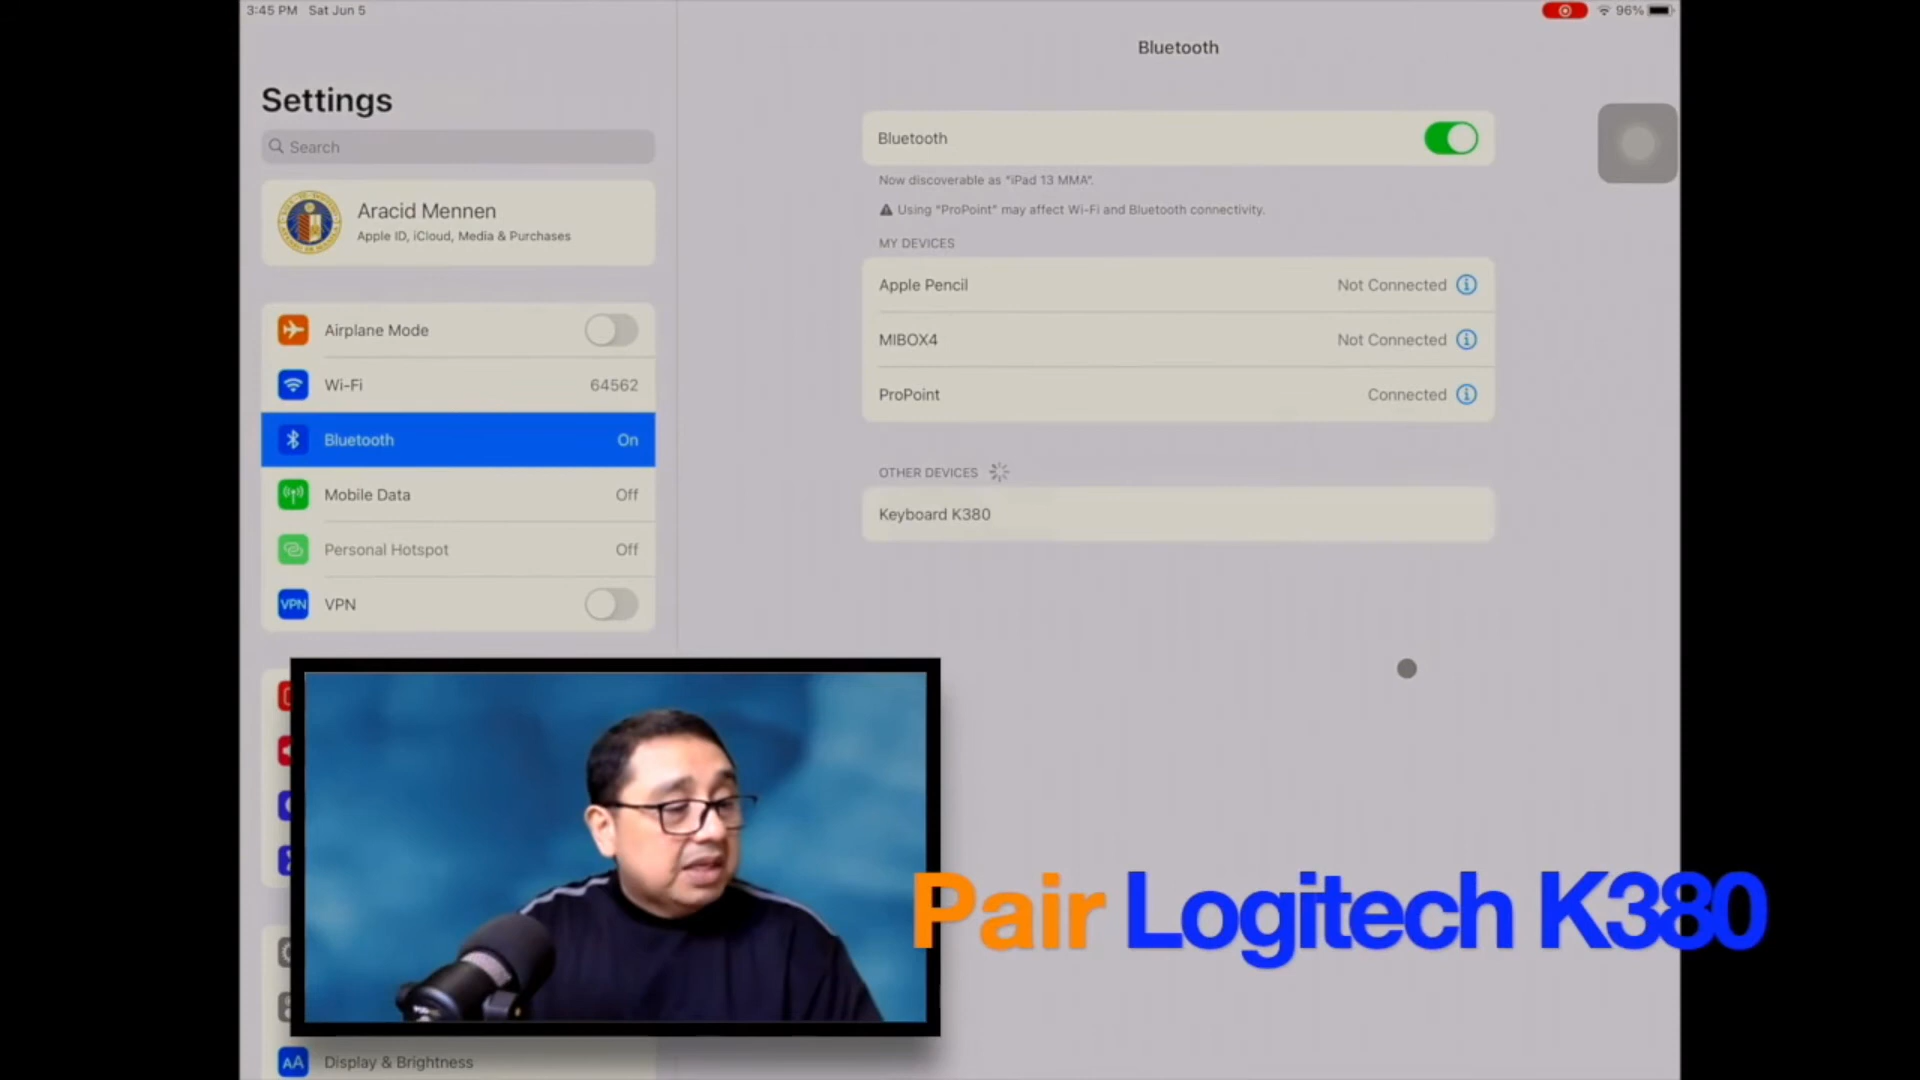 3:45 PM Sat Jun 5
96%
Settings
Search
Aracid Mennen
Apple ID, iCloud, Media & Purchases
Airplane Mode
Wi-Fi 64562
Bluetooth On
Mobile Data Off
Personal Hotspot Off
VPN VPN
AA Display & Brightness
Bluetooth
Bluetooth
Now discoverable as "iPad 13 MMA".
Using "ProPoint" may affect Wi-Fi and Bluetooth connectivity.
MY DEVICES
Apple Pencil Not Connected
MIBOX4 Not Connected
ProPoint Connected
OTHER DEVICES
Keyboard K380
Pair Logitech K380